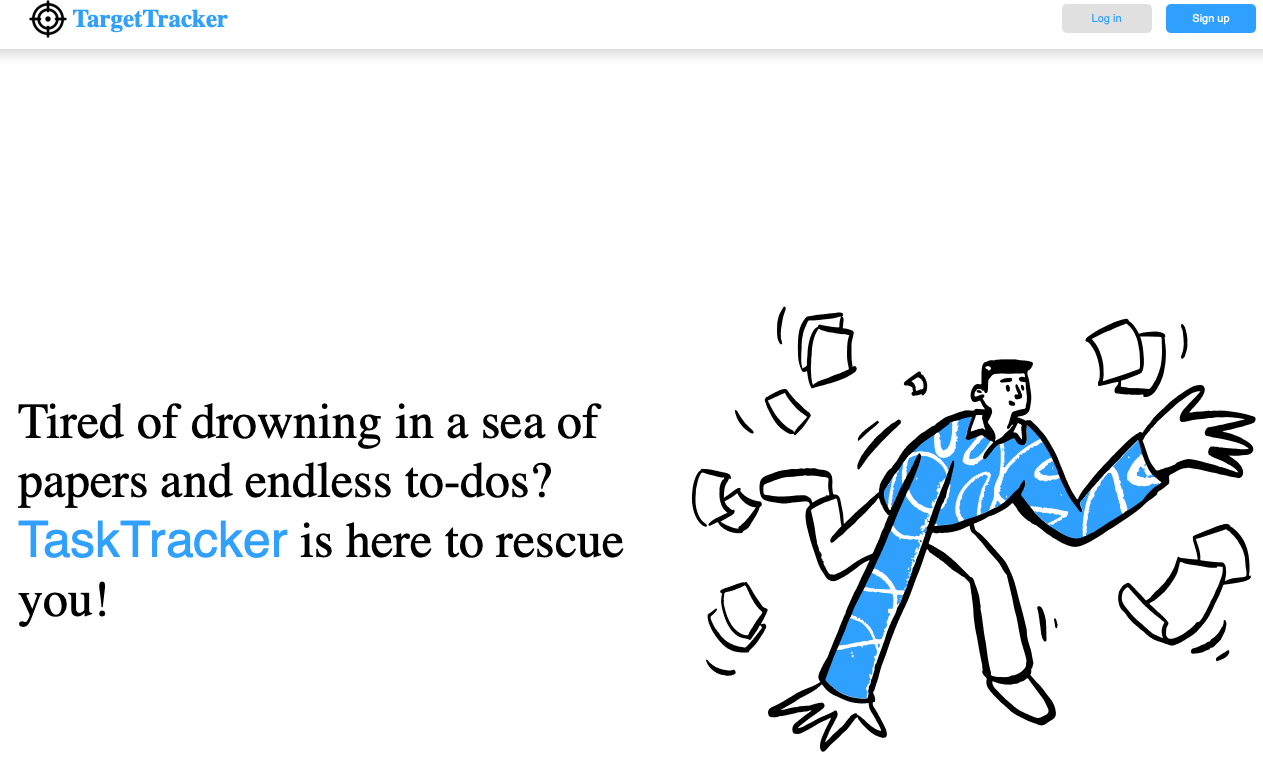 TargetTracker
Log in
Sign up
Tired of drowning in a sea of
papers and endless to-dos?
TaskTracker is here to rescue
you!